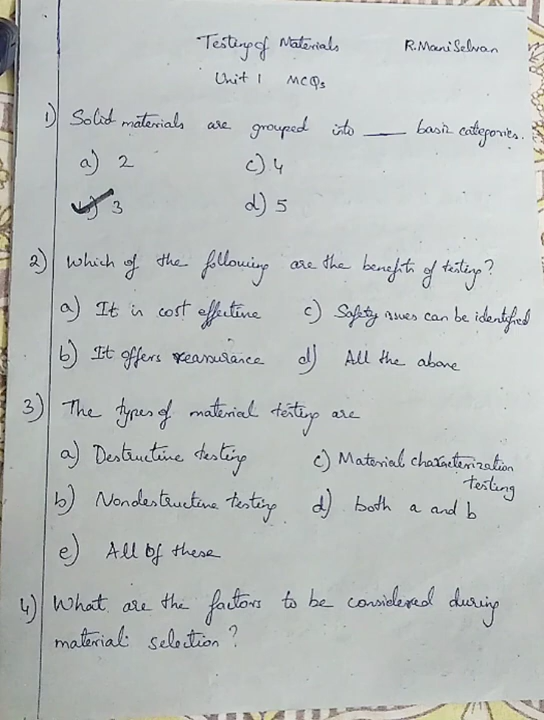 Testing of Materials R. ManiSelvan
Unit 1 MCQs
1) Solid materials are grouped into ___ basic categories.
a) 2 c) 4
b) 3 d) 5
2) Which of the following are the benefits of testing?
a) It is cost effective c) Safety issues can be identified
b) It offers reassurance d) All the above
3) The types of material testing are
a) Destructive testing c) Material characterization
testing
b) Nondestructive testing d) both a and b
e) All of these
4) What are the factors to be considered during
material selection?